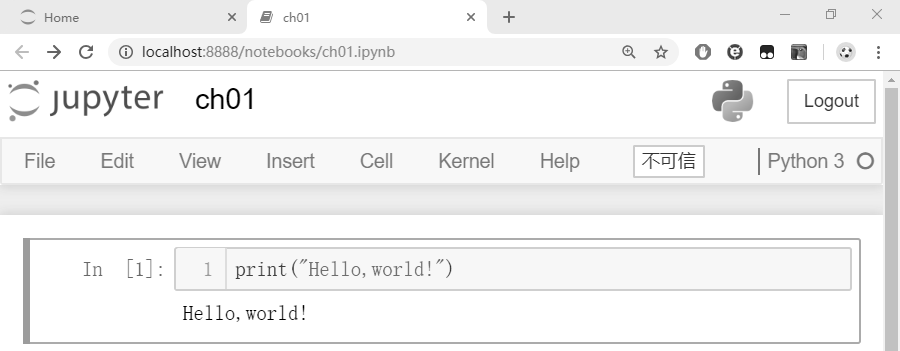 Home
ch01
localhost:8888/notebooks/ch01.ipynb
jupyter ch01 Logout
File Edit View Insert Cell Kernel Help 不可信 Python 3
In [1]: 1 print("Hello,world!")
Hello,world!